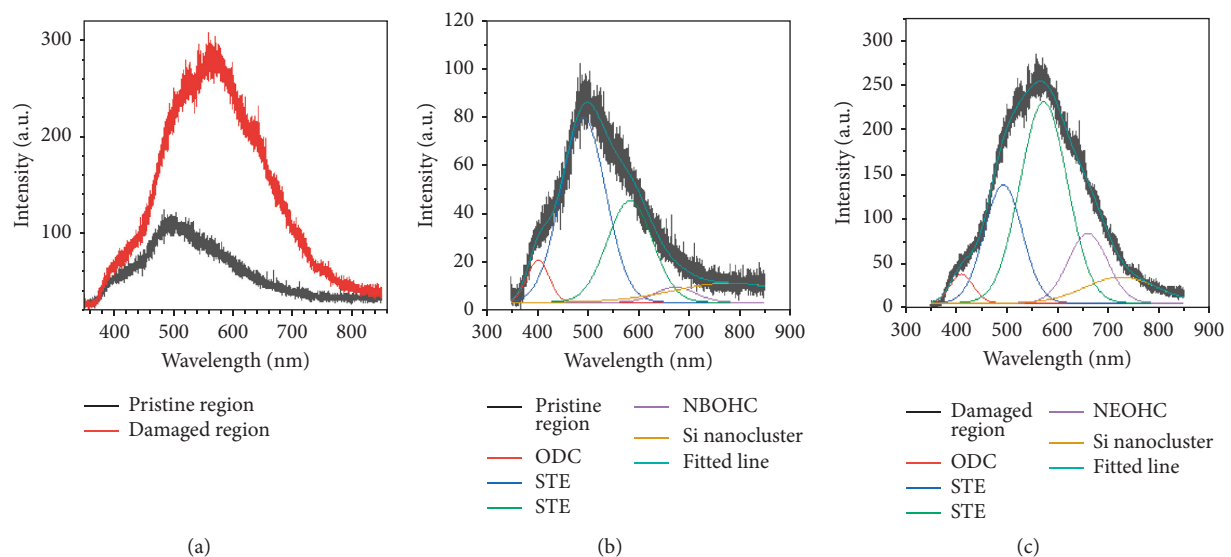 300
200
100
Intensity (a.u.)
400 500 600 700 800
Wavelength (nm)
Pristine region
Damaged region
(a)
120
100
80
60
40
20
0
Intensity (a.u.)
300 400 500 600 700 800 900
Wavelength (nm)
Pristine
region
ODC
STE
STE
NBOHC
Si nanocluster
Fitted line
(b)
300
250
200
150
100
50
0
Intensity (a.u.)
300 400 500 600 700 800 900
Wavelength (nm)
Damaged
region
ODC
STE
STE
NEOHC
Si nanocluster
Fitted line
(c)